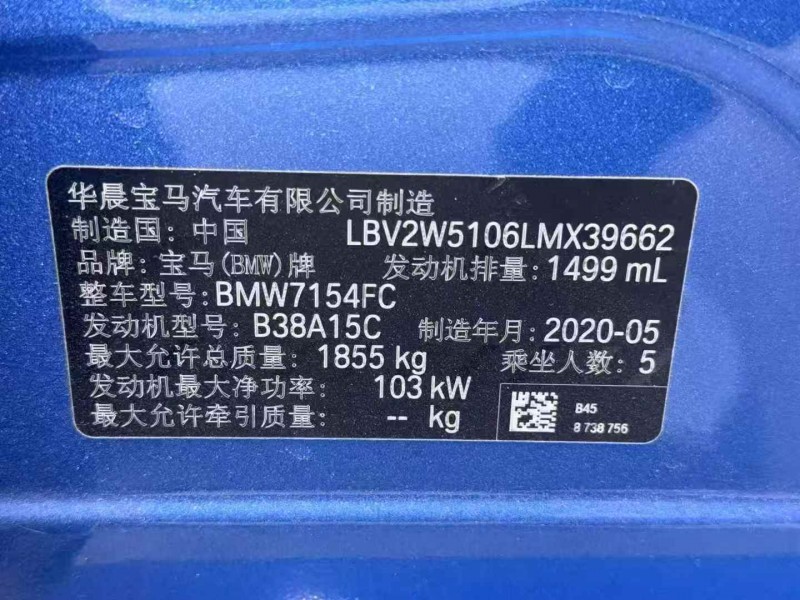 华晨宝马汽车有限公司制造
制造国: 中国 LBV2W5106LMX39662
品牌: 宝马(BMW)牌 发动机排量: 1499 mL
整车型号: BMW7154FC
发动机型号: B38A15C 制造年月: 2020-05
最大允许总质量: 1855 kg 乘坐人数: 5
发动机最大净功率: 103 kW
最大允许牵引质量: -- kg
B45
8 738 756